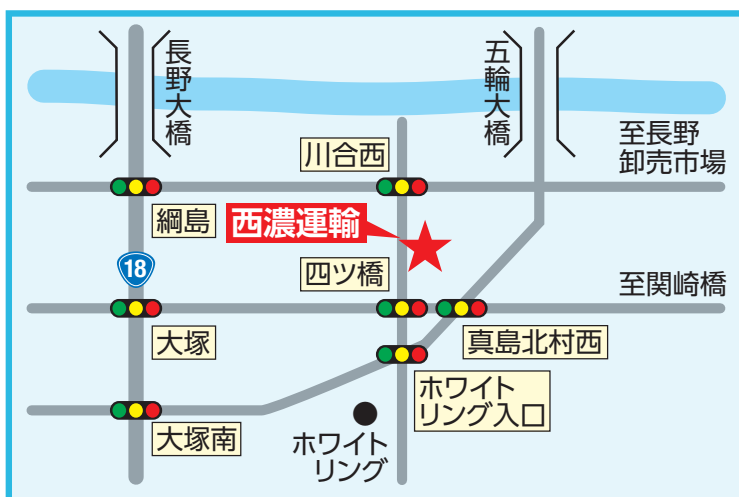 長野大橋
五輪大橋
川合西
至長野
卸売市場
綱島
西濃運輸
18
四ツ橋
至関崎橋
大塚
真島北村西
ホワイト
リング入口
大塚南
ホワイト
リング